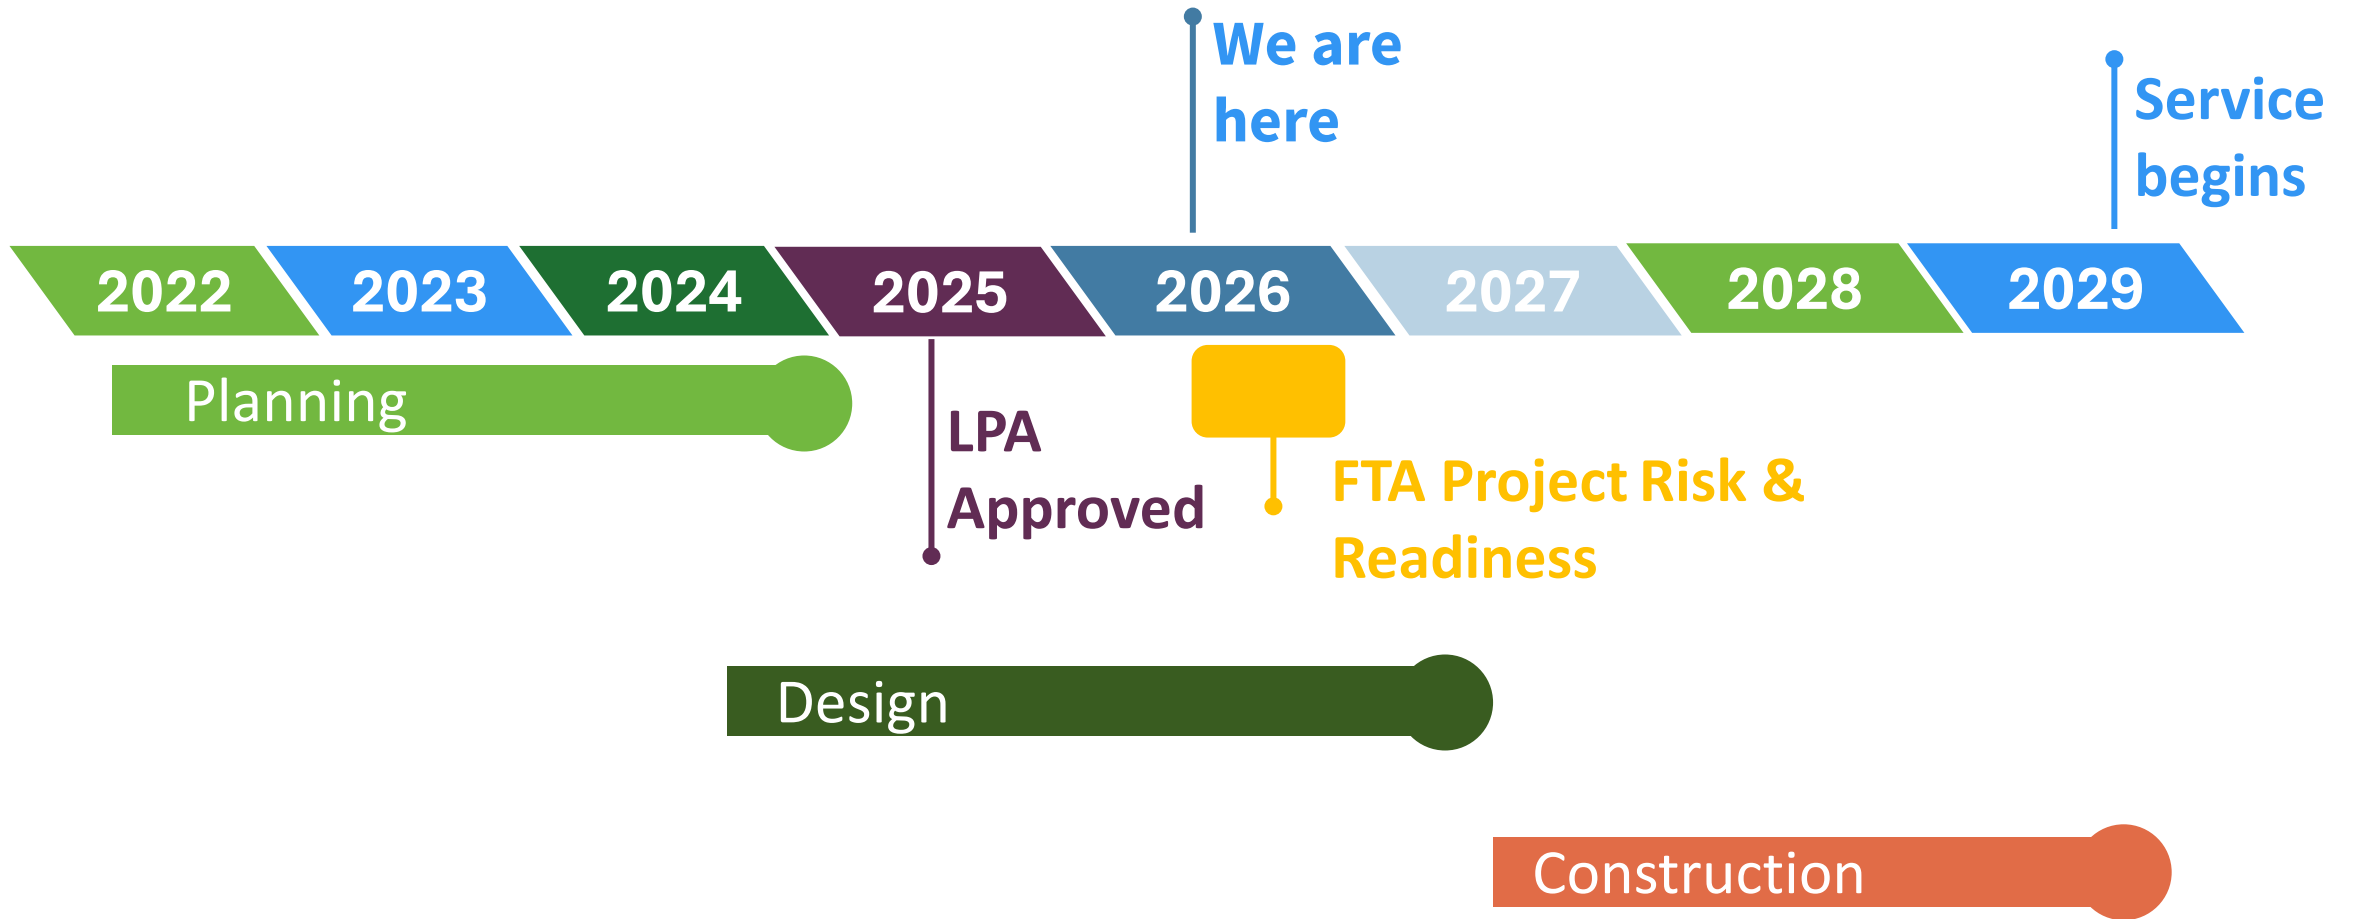 We are
here
Service
begins
2022
2023
2024
2025
2026
2027
2028
2029
Planning
LPA
Approved
FTA Project Risk &
Readiness
Design
Construction